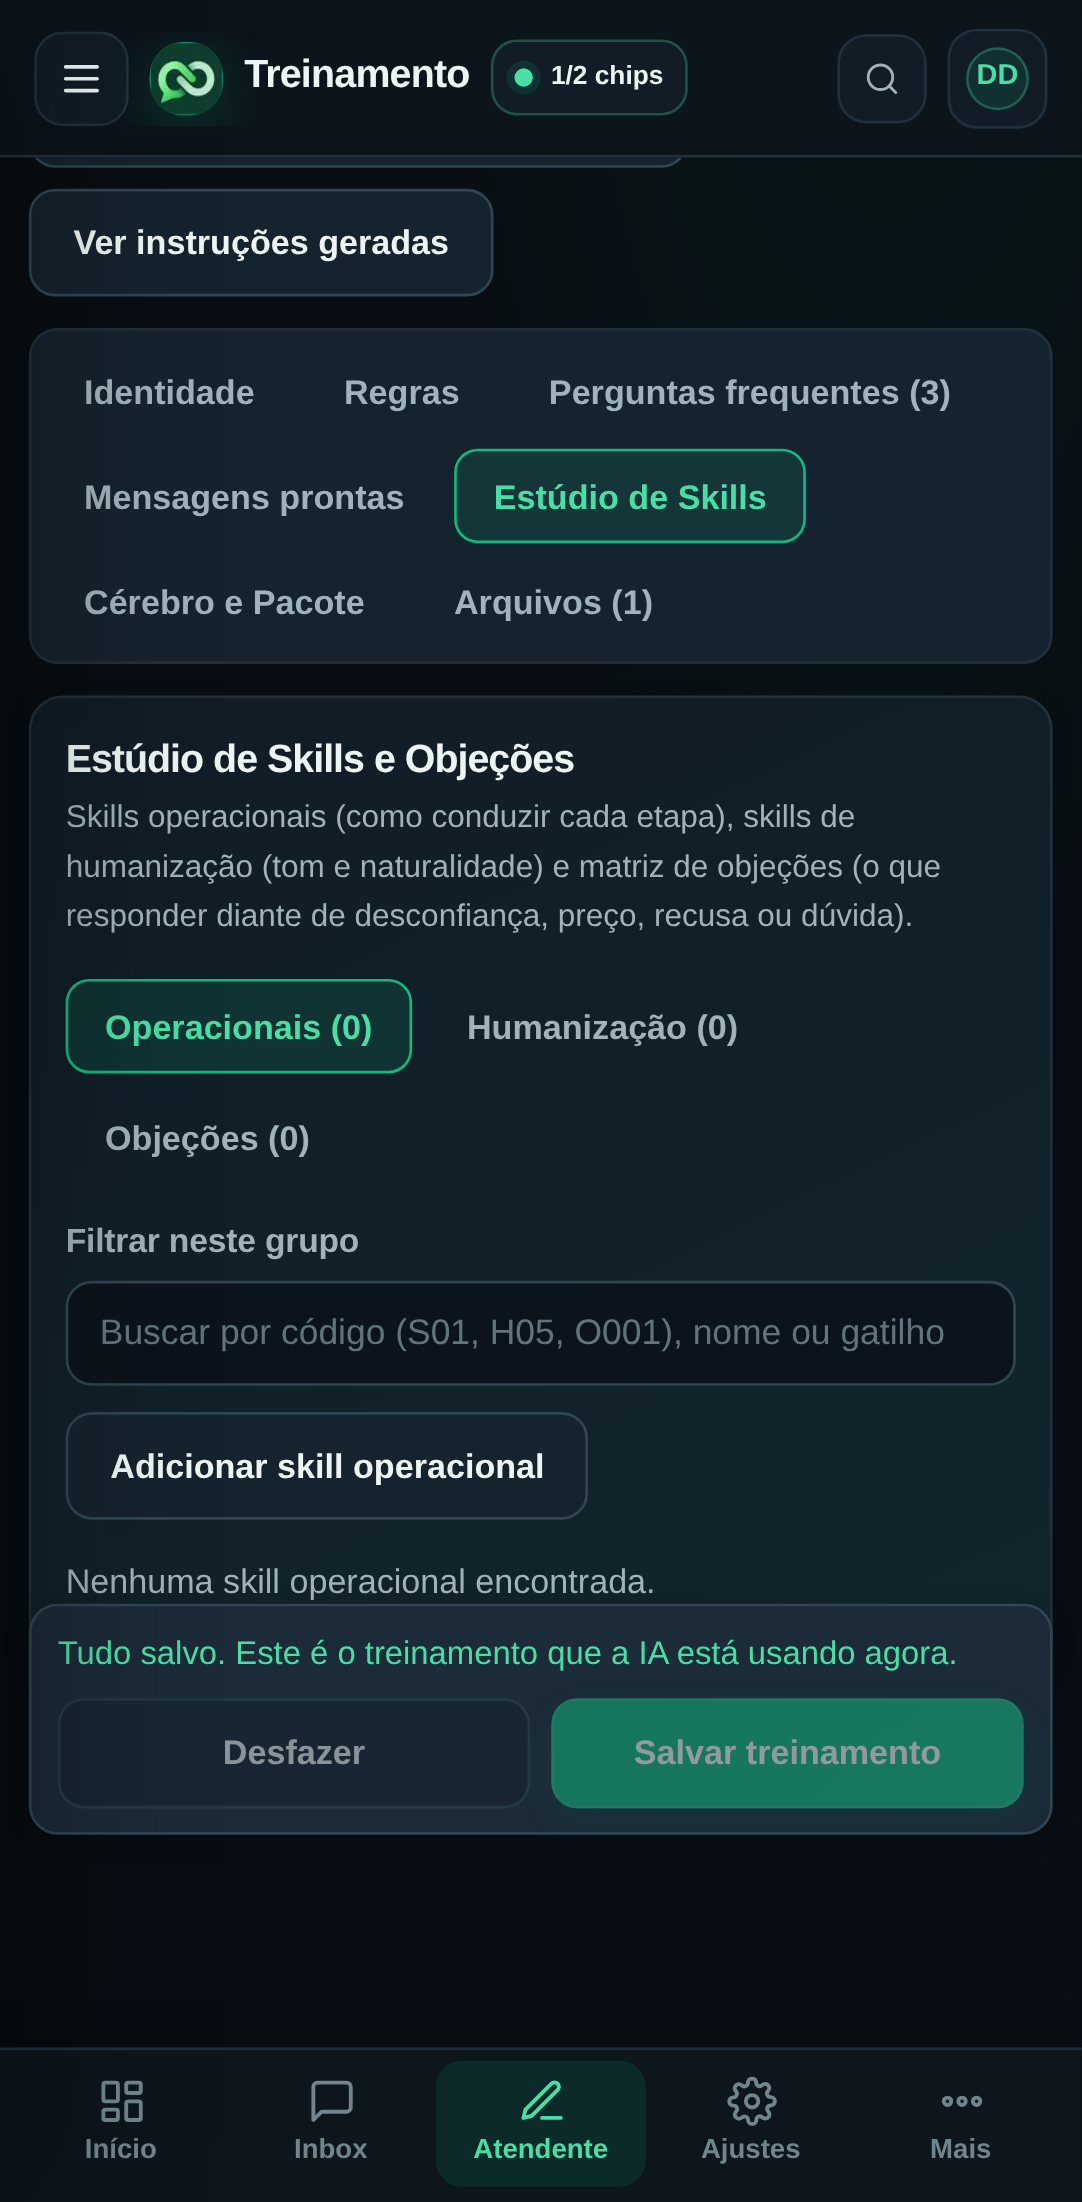 Treinamento
1/2 chips
DD
Ver instruções geradas
Identidade Regras Perguntas frequentes (3)
Mensagens prontas Estúdio de Skills
Cérebro e Pacote Arquivos (1)
Estúdio de Skills e Objeções
Skills operacionais (como conduzir cada etapa), skills de
humanização (tom e naturalidade) e matriz de objeções (o que
responder diante de desconfiança, preço, recusa ou dúvida).
Operacionais (0) Humanização (0)
Objeções (0)
Filtrar neste grupo
Buscar por código (S01, H05, O001), nome ou gatilho
Adicionar skill operacional
Nenhuma skill operacional encontrada.
Tudo salvo. Este é o treinamento que a IA está usando agora.
Desfazer Salvar treinamento
Início Inbox Atendente Ajustes Mais